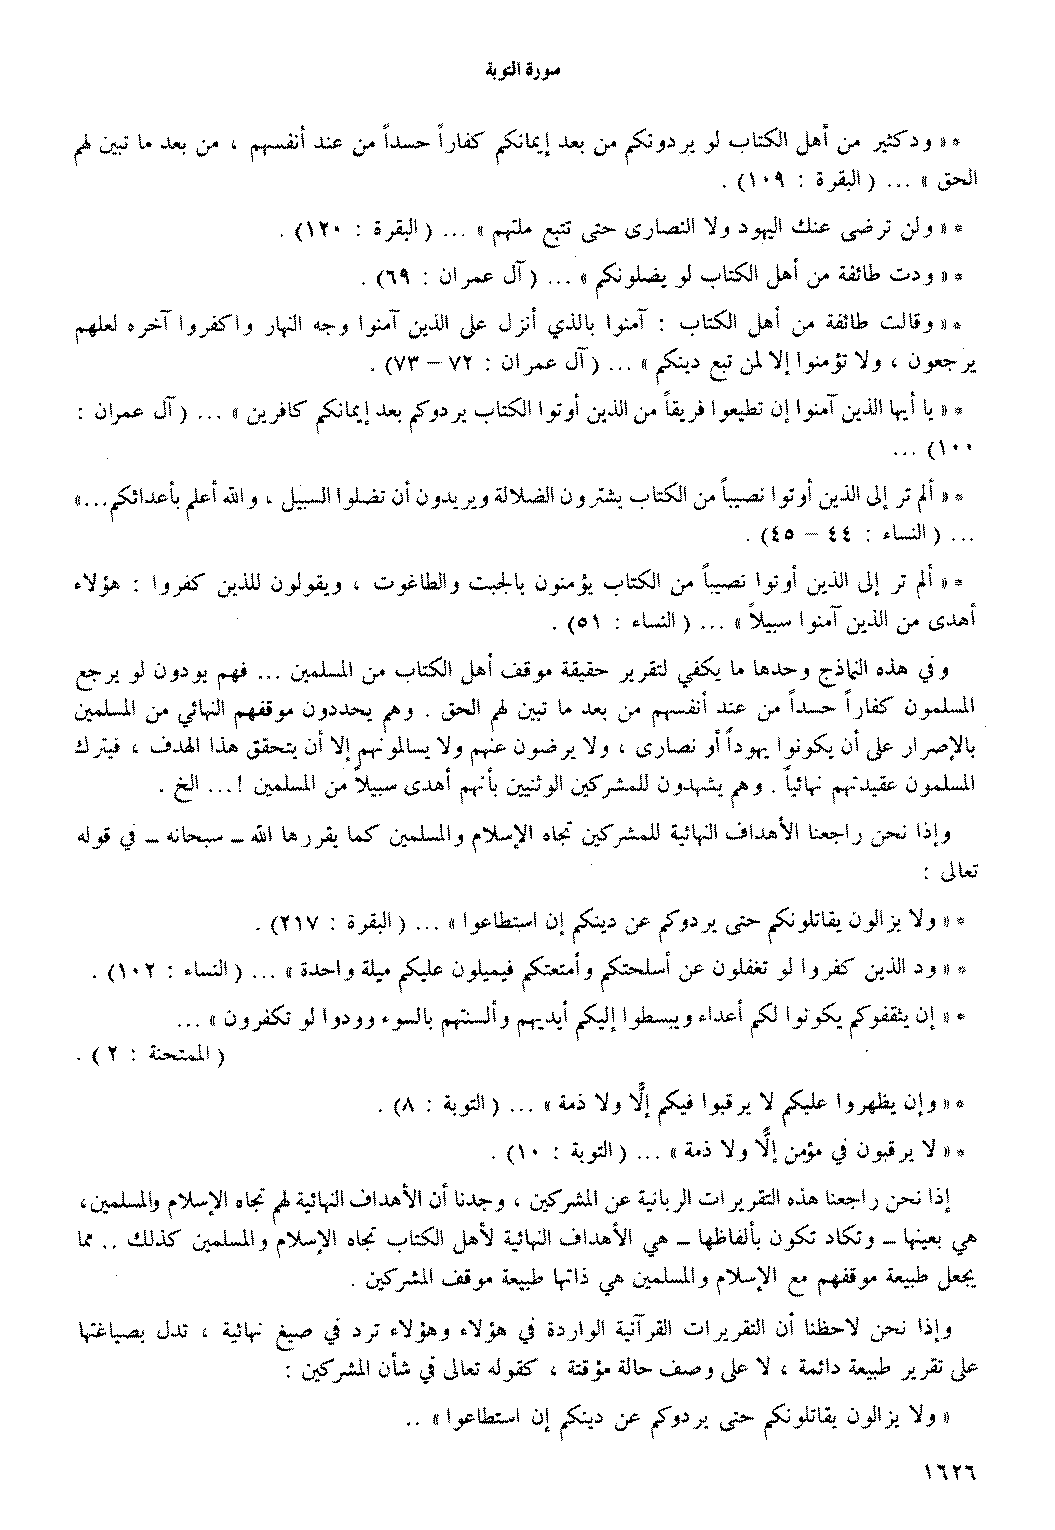 سورة التوبة
* « ود كثير من أهل الكتاب لو يردونكم من بعد إيمانكم كفاراً حسداً من عند أنفسهم ، من بعد ما تبين لهم
الحق » ... ( البقرة : ١٠٩) .
* « ولن ترضى عنك اليهود ولا النصارى حتى تتبع ملتهم » ... ( البقرة : ١٢٠) .
* « ودت طائفة من أهل الكتاب لو يضلونكم » ... ( آل عمران : ٦٩) .
* « وقالت طائفة من أهل الكتاب : آمنوا بالذي أنزل على الذين آمنوا وجه النهار واكفروا آخره لعلهم
يرجعون ، ولا تؤمنوا إلا لمن تبع دينكم » ... ( آل عمران : ٧٢ – ٧٣) .
* « يا أيها الذين آمنوا إن تطيعوا فريقاً من الذين أوتوا الكتاب يردوكم بعد إيمانكم كافرين » ... ( آل عمران :
١٠٠) ...
* « ألم تر إلى الذين أوتوا نصيباً من الكتاب يشترون الضلالة ويريدون أن تضلوا السبيل ، والله أعلم بأعدائكم...»
... ( النساء : ٤٤ – ٤٥) .
* « ألم تر إلى الذين أوتوا نصيباً من الكتاب يؤمنون بالجبت والطاغوت ، ويقولون للذين كفروا : هؤلاء
أهدى من الذين آمنوا سبيلاً » ... ( النساء : ٥١) .
وفي هذه النماذج وحدها ما يكفي لتقرير حقيقة موقف أهل الكتاب من المسلمين ... فهم يودون لو يرجع
المسلمون كفاراً حسداً من عند أنفسهم من بعد ما تبين لهم الحق . وهم يحددون موقفهم النهائي من المسلمين
بالإصرار على أن يكونوا يهوداً أو نصارى ، ولا يرضون عنهم ولا يسالمونهم إلا أن يتحقق هذا الهدف ، فيترك
المسلمون عقيدتهم نهائياً . وهم يشهدون للمشركين الوثنيين بأنهم أهدى سبيلاً من المسلمين !... الخ .
وإذا نحن راجعنا الأهداف النهائية للمشركين تجاه الإسلام والمسلمين كما يقررها الله – سبحانه – في قوله
تعالى :
* « ولا يزالون يقاتلونكم حتى يردوكم عن دينكم إن استطاعوا » ... ( البقرة : ٢١٧) .
* « ود الذين كفروا لو تغفلون عن أسلحتكم وأمتعتكم فيميلون عليكم ميلة واحدة » ... ( النساء : ١٠٢) .
* « إن يثقفوكم يكونوا لكم أعداء ويبسطوا إليكم أيديهم وألسنتهم بالسوء وودوا لو تكفرون » ...
( الممتحنة : ٢ ) .
* « وإن يظهروا عليكم لا يرقبوا فيكم إلًّا ولا ذمة » ... ( التوبة : ٨) .
* « لا يرقبون في مؤمن إلًّا ولا ذمة » ... ( التوبة : ١٠) .
إذا نحن راجعنا هذه التقريرات الربانية عن المشركين ، وجدنا أن الأهداف النهائية لهم تجاه الإسلام والمسلمين،
هي بعينها – وتكاد تكون بألفاظها – هي الأهداف النهائية لأهل الكتاب تجاه الإسلام والمسلمين كذلك .. مما
يجعل طبيعة موقفهم مع الإسلام والمسلمين هي ذاتها طبيعة موقف المشركين .
وإذا نحن لاحظنا أن التقريرات القرآنية الواردة في هؤلاء وهؤلاء ترد في صيغ نهائية ، تدل بصياغتها
على تقرير طبيعة دائمة ، لا على وصف حالة مؤقتة ، كقوله تعالى في شأن المشركين :
« ولا يزالون يقاتلونكم حتى يردوكم عن دينكم إن استطاعوا » ..
١٦٢٦